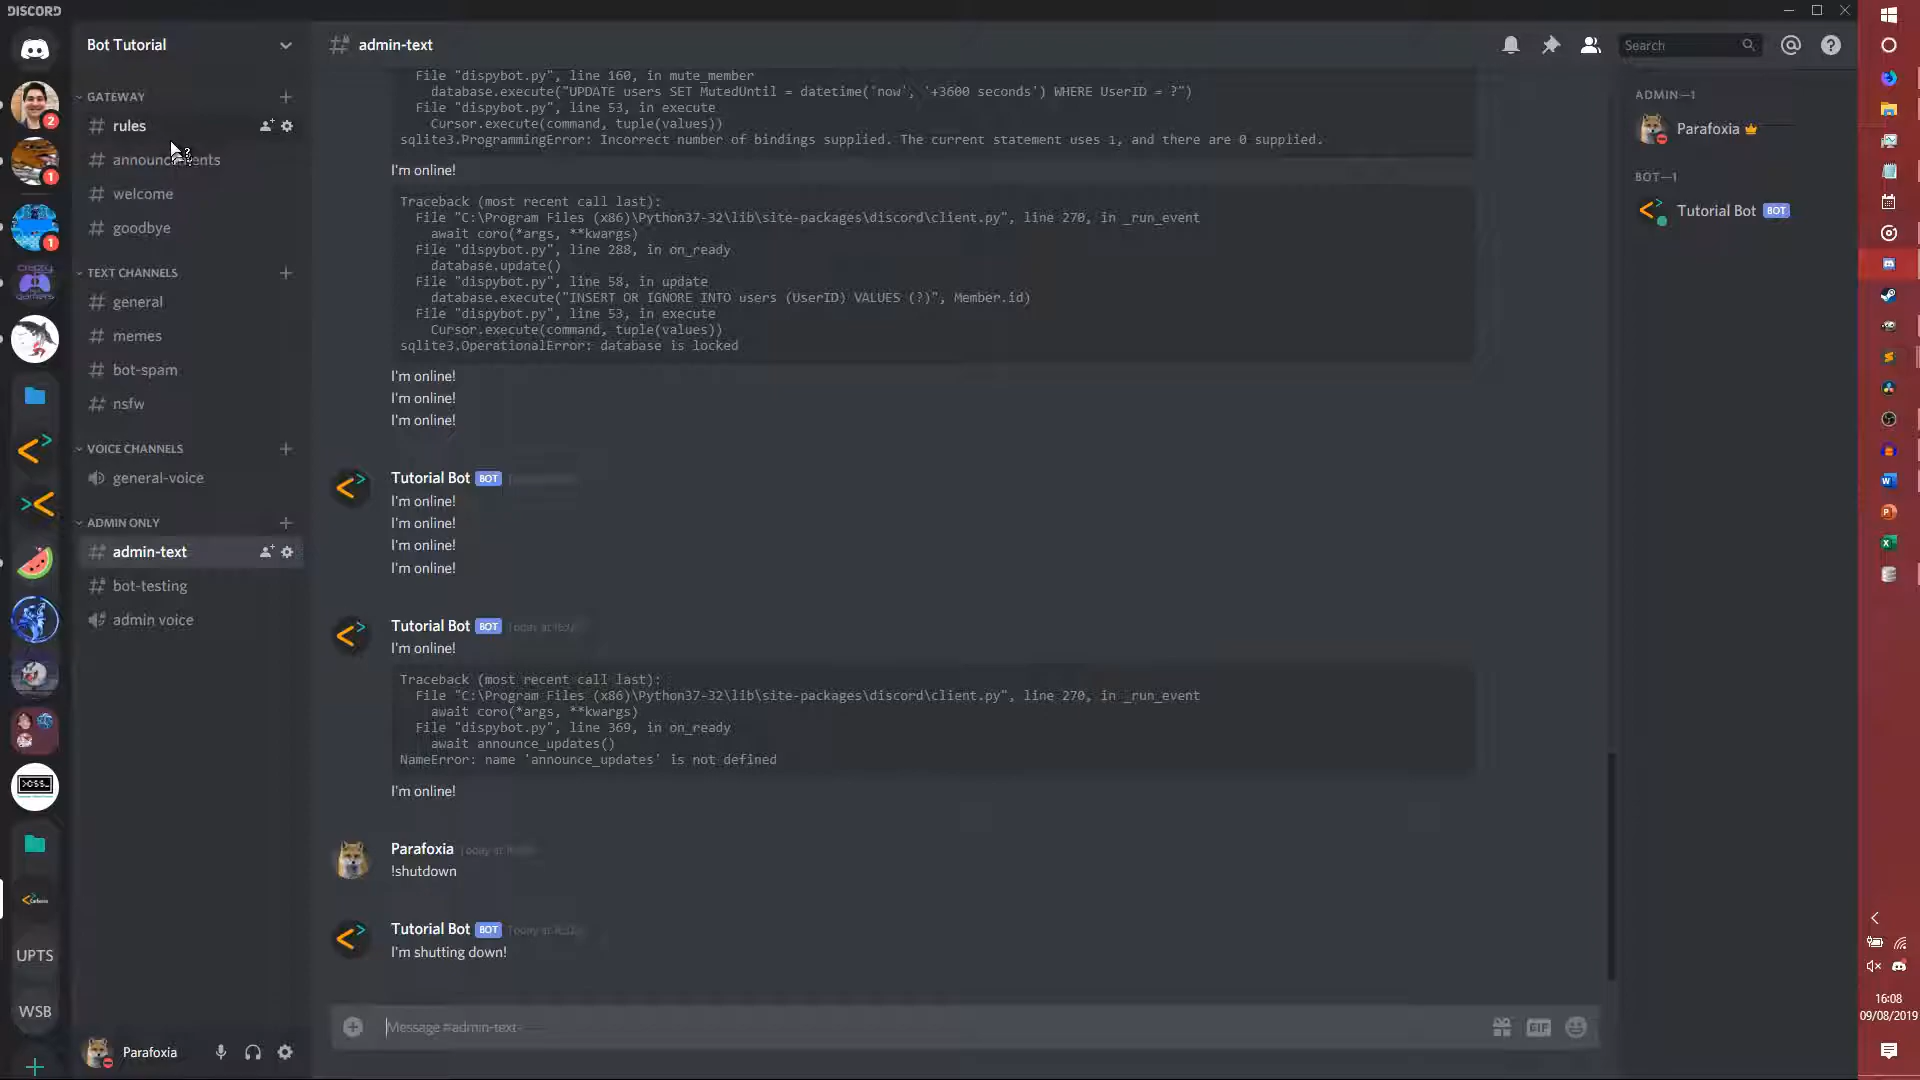 DISCORD
Bot Tutorial
GATEWAY
rules
announcements
welcome
goodbye
TEXT CHANNELS
general
memes
bot-spam
nsfw
VOICE CHANNELS
general-voice
ADMIN ONLY
admin-text
bot-testing
admin voice
UPTS
WSB
Parafoxia
2
1
1
admin-text
Search
File "dispybot.py", line 160, in mute_member
database.execute("UPDATE users SET MutedUntil = datetime('now', '+3600 seconds') WHERE UserID = ?")
File "dispybot.py", line 53, in execute
Cursor.execute(command, tuple(values))
sqlite3.ProgrammingError: Incorrect number of bindings supplied. The current statement uses 1, and there are 0 supplied.
I'm online!
Traceback (most recent call last):
File "C:\Program Files (x86)\Python37-32\lib\site-packages\discord\client.py", line 270, in _run_event
await coro(*args, **kwargs)
File "dispybot.py", line 288, in on_ready
database.update()
File "dispybot.py", line 58, in update
database.execute("INSERT OR IGNORE INTO users (UserID) VALUES (?)", Member.id)
File "dispybot.py", line 53, in execute
Cursor.execute(command, tuple(values))
sqlite3.OperationalError: database is locked
I'm online!
I'm online!
I'm online!
Tutorial Bot BOT
I'm online!
I'm online!
I'm online!
I'm online!
Tutorial Bot BOT Today at
I'm online!
Traceback (most recent call last):
File "C:\Program Files (x86)\Python37-32\lib\site-packages\discord\client.py", line 270, in _run_event
await coro(*args, **kwargs)
File "dispybot.py", line 369, in on_ready
await announce_updates()
NameError: name 'announce_updates' is not defined
I'm online!
Parafoxia Today at
!shutdown
Tutorial Bot BOT Today at
I'm shutting down!
Message #admin-text
GIF
ADMIN—1
Parafoxia
BOT—1
Tutorial Bot BOT
16:08
09/08/2019